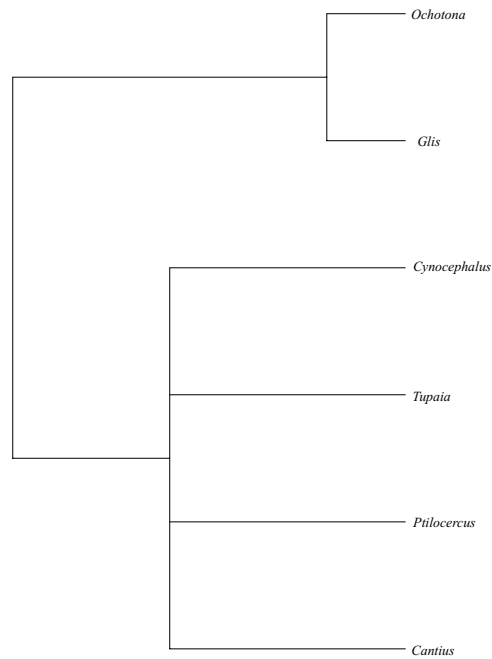 Ochotona
Glis
Cynocephalus
Tupaia
Ptilocercus
Cantius